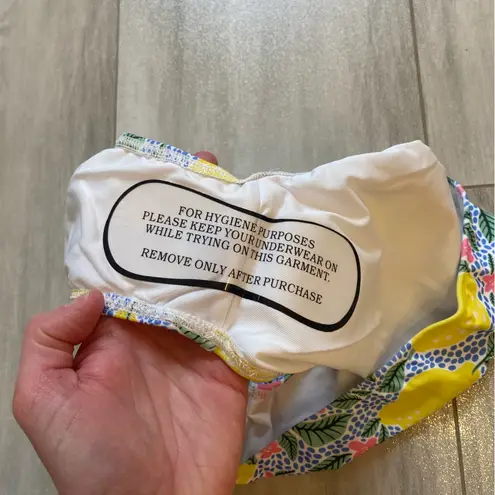 FOR HYGIENE PURPOSES
PLEASE KEEP YOUR UNDERWEAR ON
WHILE TRYING ON THIS GARMENT.
REMOVE ONLY AFTER PURCHASE